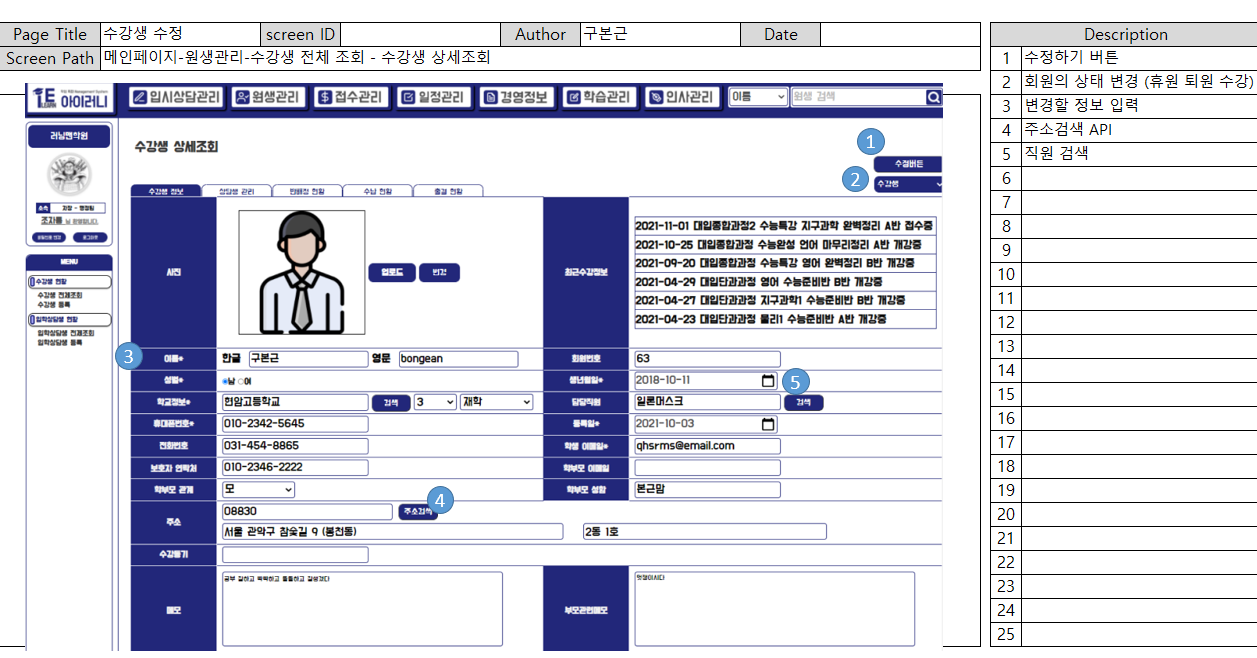 Page Title 수강생 수정 screen ID Author 구본근 Date
Screen Path 메인페이지-원생관리-수강생 전체 조회 - 수강생 상세조회
Description
1 수정하기 버튼
2 회원의 상태 변경 (휴원 퇴원 수강)
3 변경할 정보 입력
4 주소검색 API
5 직원 검색
6
7
8
9
10
11
12
13
14
15
16
17
18
19
20
21
22
23
24
25
아이러니 입시상담관리 원생관리 접수관리 일정관리 경영정보 학습관리 인사관리 이름 원생 검색
러닝맨학원
소속
조자룡
로그아웃
MENU
수강생 현황
수강생 전체조회
수강생 등록
입학상담생 현황
입학상담생 전체조회
입학상담생 등록
수강생 상세조회
1
수정버튼
2
수강생
수강생 정보 상담생 관리 반배정 현황 수납 현황 출결 현황
사진 업로드 변경 최근수강정보
2021-11-01 대입종합과정2 수능특강 지구과학 완벽정리 A반 접수중
2021-10-25 대입종합과정 수능완성 언어 마무리정리 A반 개강중
2021-09-20 대입종합과정 수능특강 영어 완벽정리 B반 개강중
2021-04-29 대입단과과정 영어 수능준비반 B반 개강중
2021-04-27 대입단과과정 지구과학1 수능준비반 B반 개강중
2021-04-23 대입단과과정 물리1 수능준비반 A반 개강중
3 이름* 한글 구본근 영문 bongean 회원번호 63
성별* 남 여 생년월일* 2018-10-11 5
학교정보* 현암고등학교 검색 3 재학 담당직원 일론머스크 검색
휴대폰번호* 010-2342-5645 등록일* 2021-10-03
전화번호 031-454-8865 학생 이메일* qhsrms@email.com
보호자 연락처 010-2346-2222 학부모 이메일
학부모 관계 모 학부모 성함 본근맘
4
주소 08830 주소검색
서울 관악구 참숯길 9 (봉천동) 2동 1호
수강동기
메모 공부 잘하고 똑똑하고 훌륭하고 잘생겼다 부모관련메모 멋쟁이시다